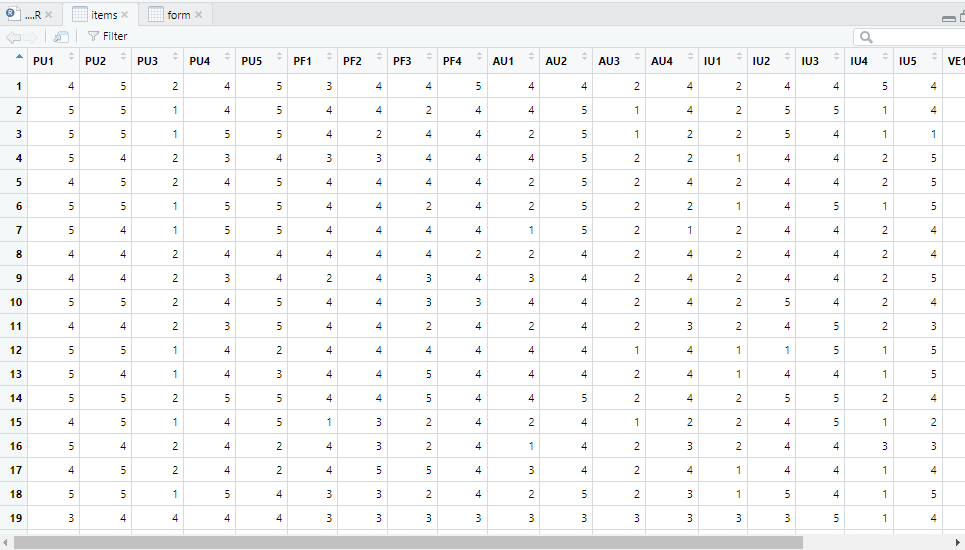 ....R items form
Filter
PU1 PU2 PU3 PU4 PU5 PF1 PF2 PF3 PF4 AU1 AU2 AU3 AU4 IU1 IU2 IU3 IU4 IU5 VE1
1 4 5 2 4 5 3 4 4 5 4 4 2 4 2 4 4 5 4
2 5 5 1 4 5 4 4 2 4 4 5 1 4 2 5 5 1 4
3 5 5 1 5 5 4 2 4 4 2 5 1 2 2 5 4 1 1
4 5 4 2 3 4 3 3 4 4 4 5 2 2 1 4 4 2 5
5 4 5 2 4 5 4 4 4 4 2 5 2 4 2 4 4 2 5
6 5 5 1 5 5 4 4 2 4 2 5 2 2 1 4 5 1 5
7 5 4 1 5 5 4 4 4 4 1 5 2 1 2 4 4 2 4
8 4 4 2 4 4 4 4 4 2 2 4 2 4 2 4 4 2 4
9 4 4 2 3 4 2 4 3 4 3 4 2 4 2 4 4 2 5
10 5 5 2 4 5 4 4 3 3 4 4 2 4 2 5 4 2 4
11 4 4 2 3 5 4 4 2 4 2 4 2 3 2 4 5 2 3
12 5 5 1 4 2 4 4 4 4 4 4 1 4 1 1 5 1 5
13 5 4 1 4 3 4 4 5 4 4 4 2 4 1 4 4 1 5
14 5 5 2 5 5 4 4 5 4 4 5 2 4 2 5 5 2 4
15 4 5 1 4 5 1 3 2 4 2 4 1 2 2 4 5 1 2
16 5 4 2 4 2 4 3 2 4 1 4 2 3 2 4 4 3 3
17 4 5 2 4 2 4 5 5 4 3 4 2 4 1 4 4 1 4
18 5 5 1 5 4 3 3 2 4 2 5 2 3 1 5 4 1 5
19 3 4 4 4 4 3 3 3 3 3 3 3 3 3 3 5 1 4